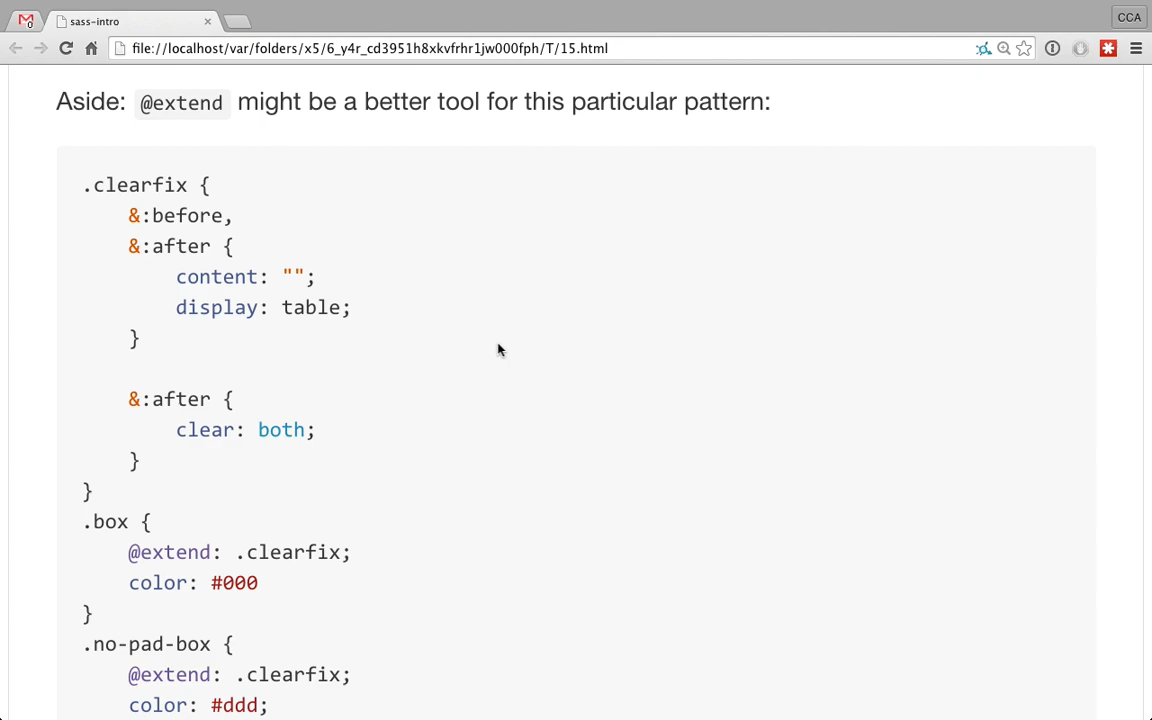 0
sass-intro
CCA
file://localhost/var/folders/x5/6_y4r_cd3951h8xkvfrhr1jw000fph/T/15.html
Aside: @extend might be a better tool for this particular pattern:
.clearfix {
    &:before,
    &:after {
        content: "";
        display: table;
    }
    &:after {
        clear: both;
    }
}
.box {
    @extend: .clearfix;
    color: #000
}
.no-pad-box {
    @extend: .clearfix;
    color: #ddd;